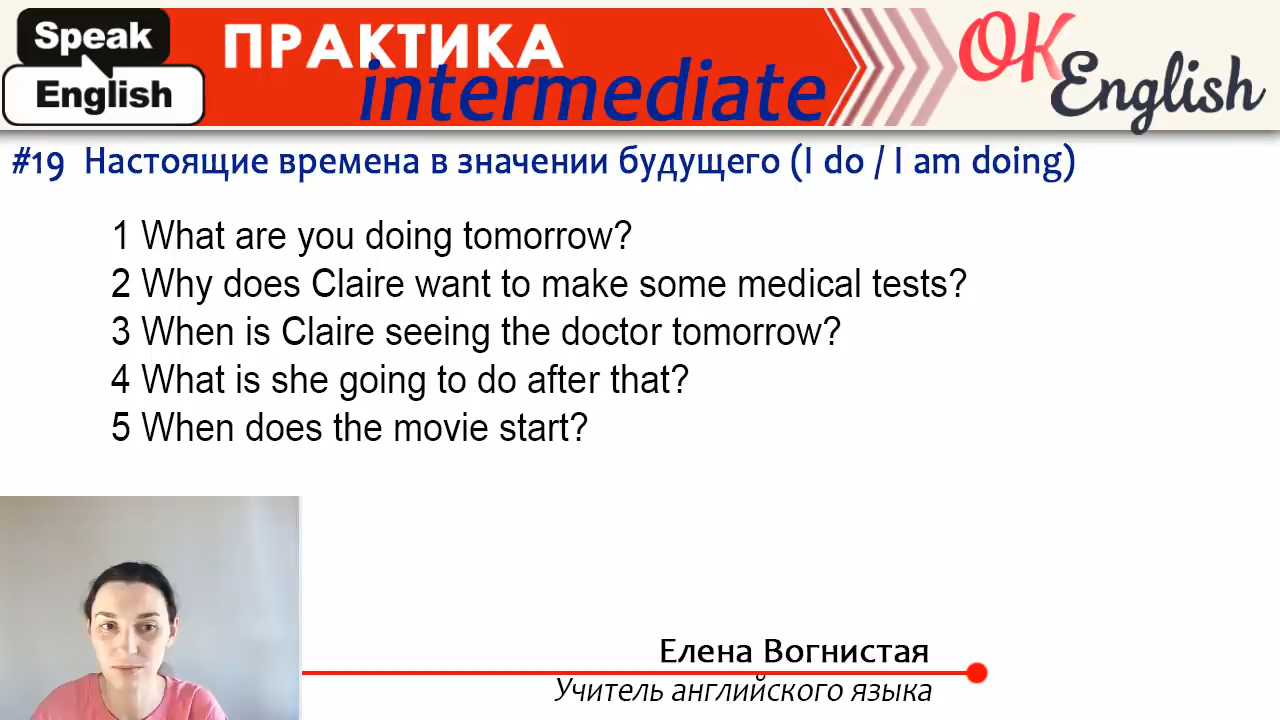 Speak
English
ПРАКТИКА
intermediate
OK
English
#19 Настоящие времена в значении будущего (I do / I am doing)
1 What are you doing tomorrow?
2 Why does Claire want to make some medical tests?
3 When is Claire seeing the doctor tomorrow?
4 What is she going to do after that?
5 When does the movie start?
Елена Вогнистая
Учитель английского языка